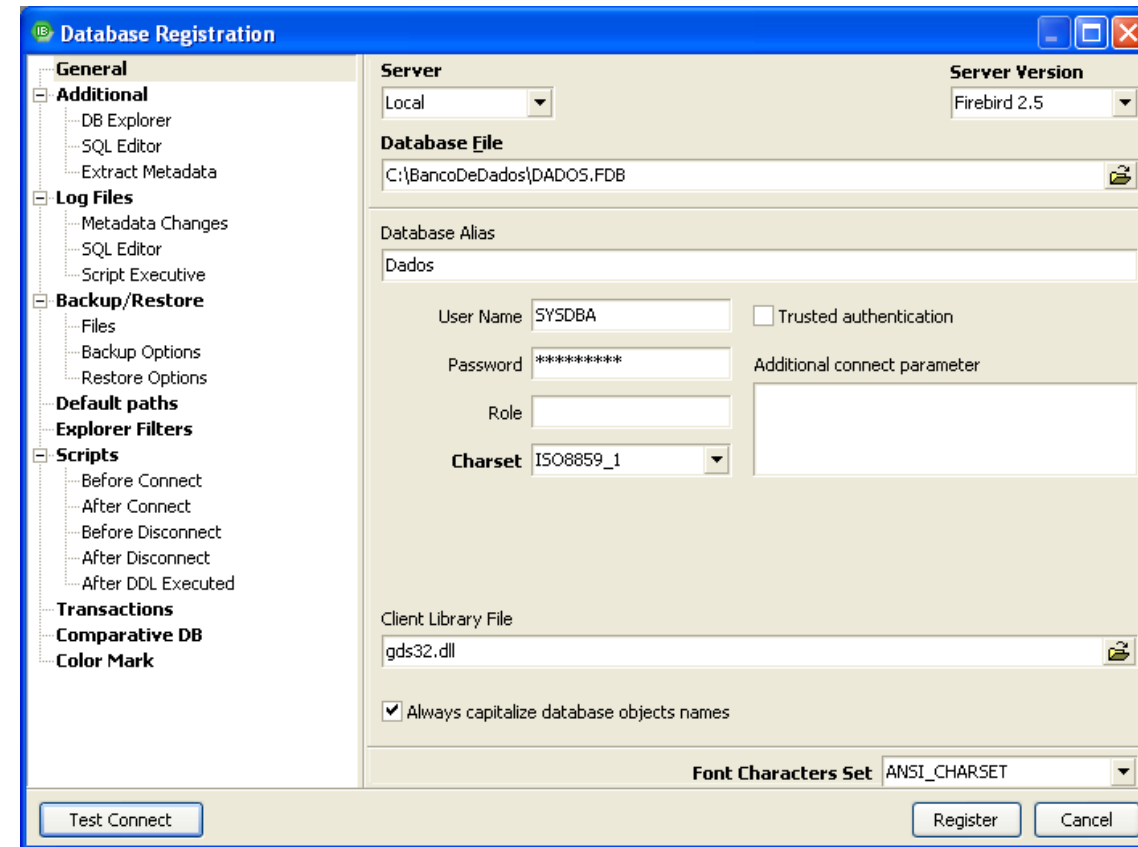 Database Registration
General
Additional
DB Explorer
SQL Editor
Extract Metadata
Log Files
Metadata Changes
SQL Editor
Script Executive
Backup/Restore
Files
Backup Options
Restore Options
Default paths
Explorer Filters
Scripts
Before Connect
After Connect
Before Disconnect
After Disconnect
After DDL Executed
Transactions
Comparative DB
Color Mark
Server Server Version
Local Firebird 2.5
Database File
C:\BancoDeDados\DADOS.FDB
Database Alias
Dados
User Name SYSDBA Trusted authentication
Password ********* Additional connect parameter
Role
Charset ISO8859_1
Client Library File
gds32.dll
Always capitalize database objects names
Font Characters Set ANSI_CHARSET
Test Connect Register Cancel